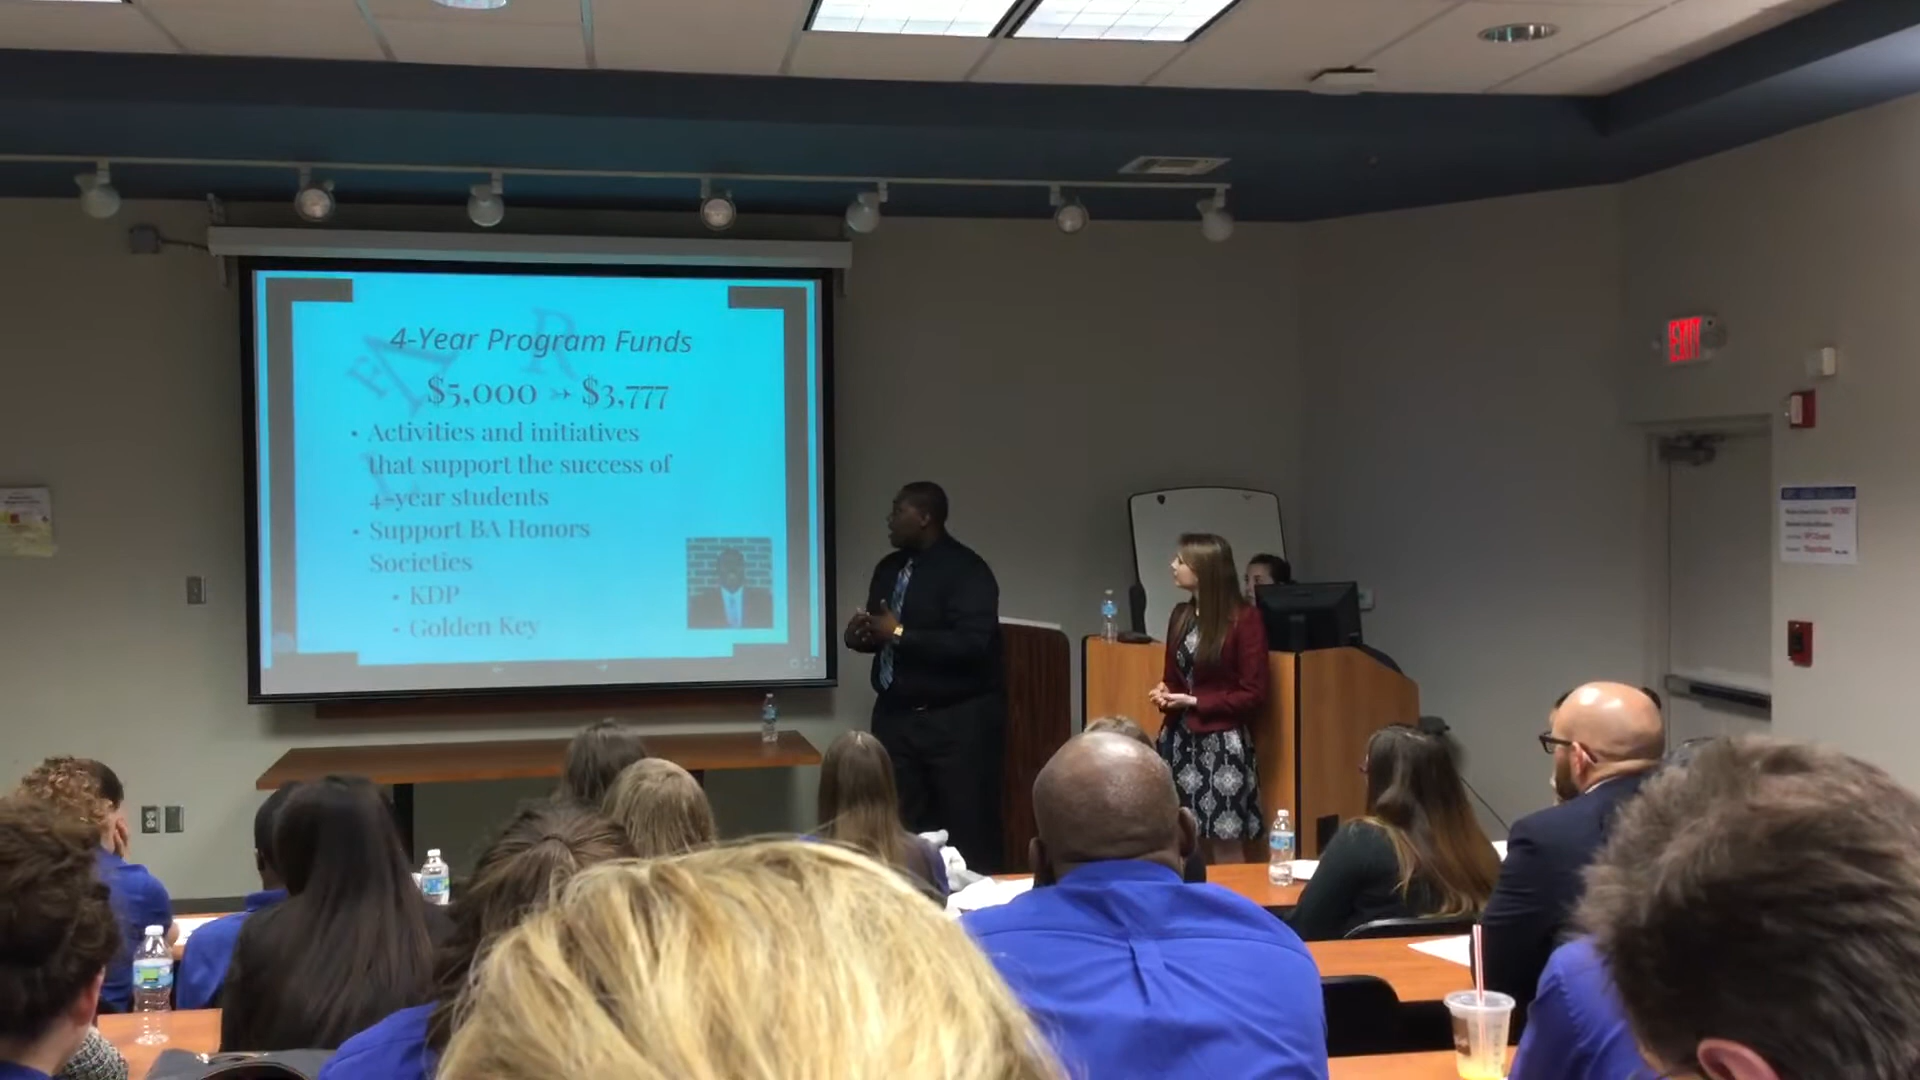 4-Year Program Funds
$5,000 → $3,777
• Activities and initiatives
that support the success of
4-year students
• Support BA Honors
Societies
• KDP
• Golden Key
EXIT